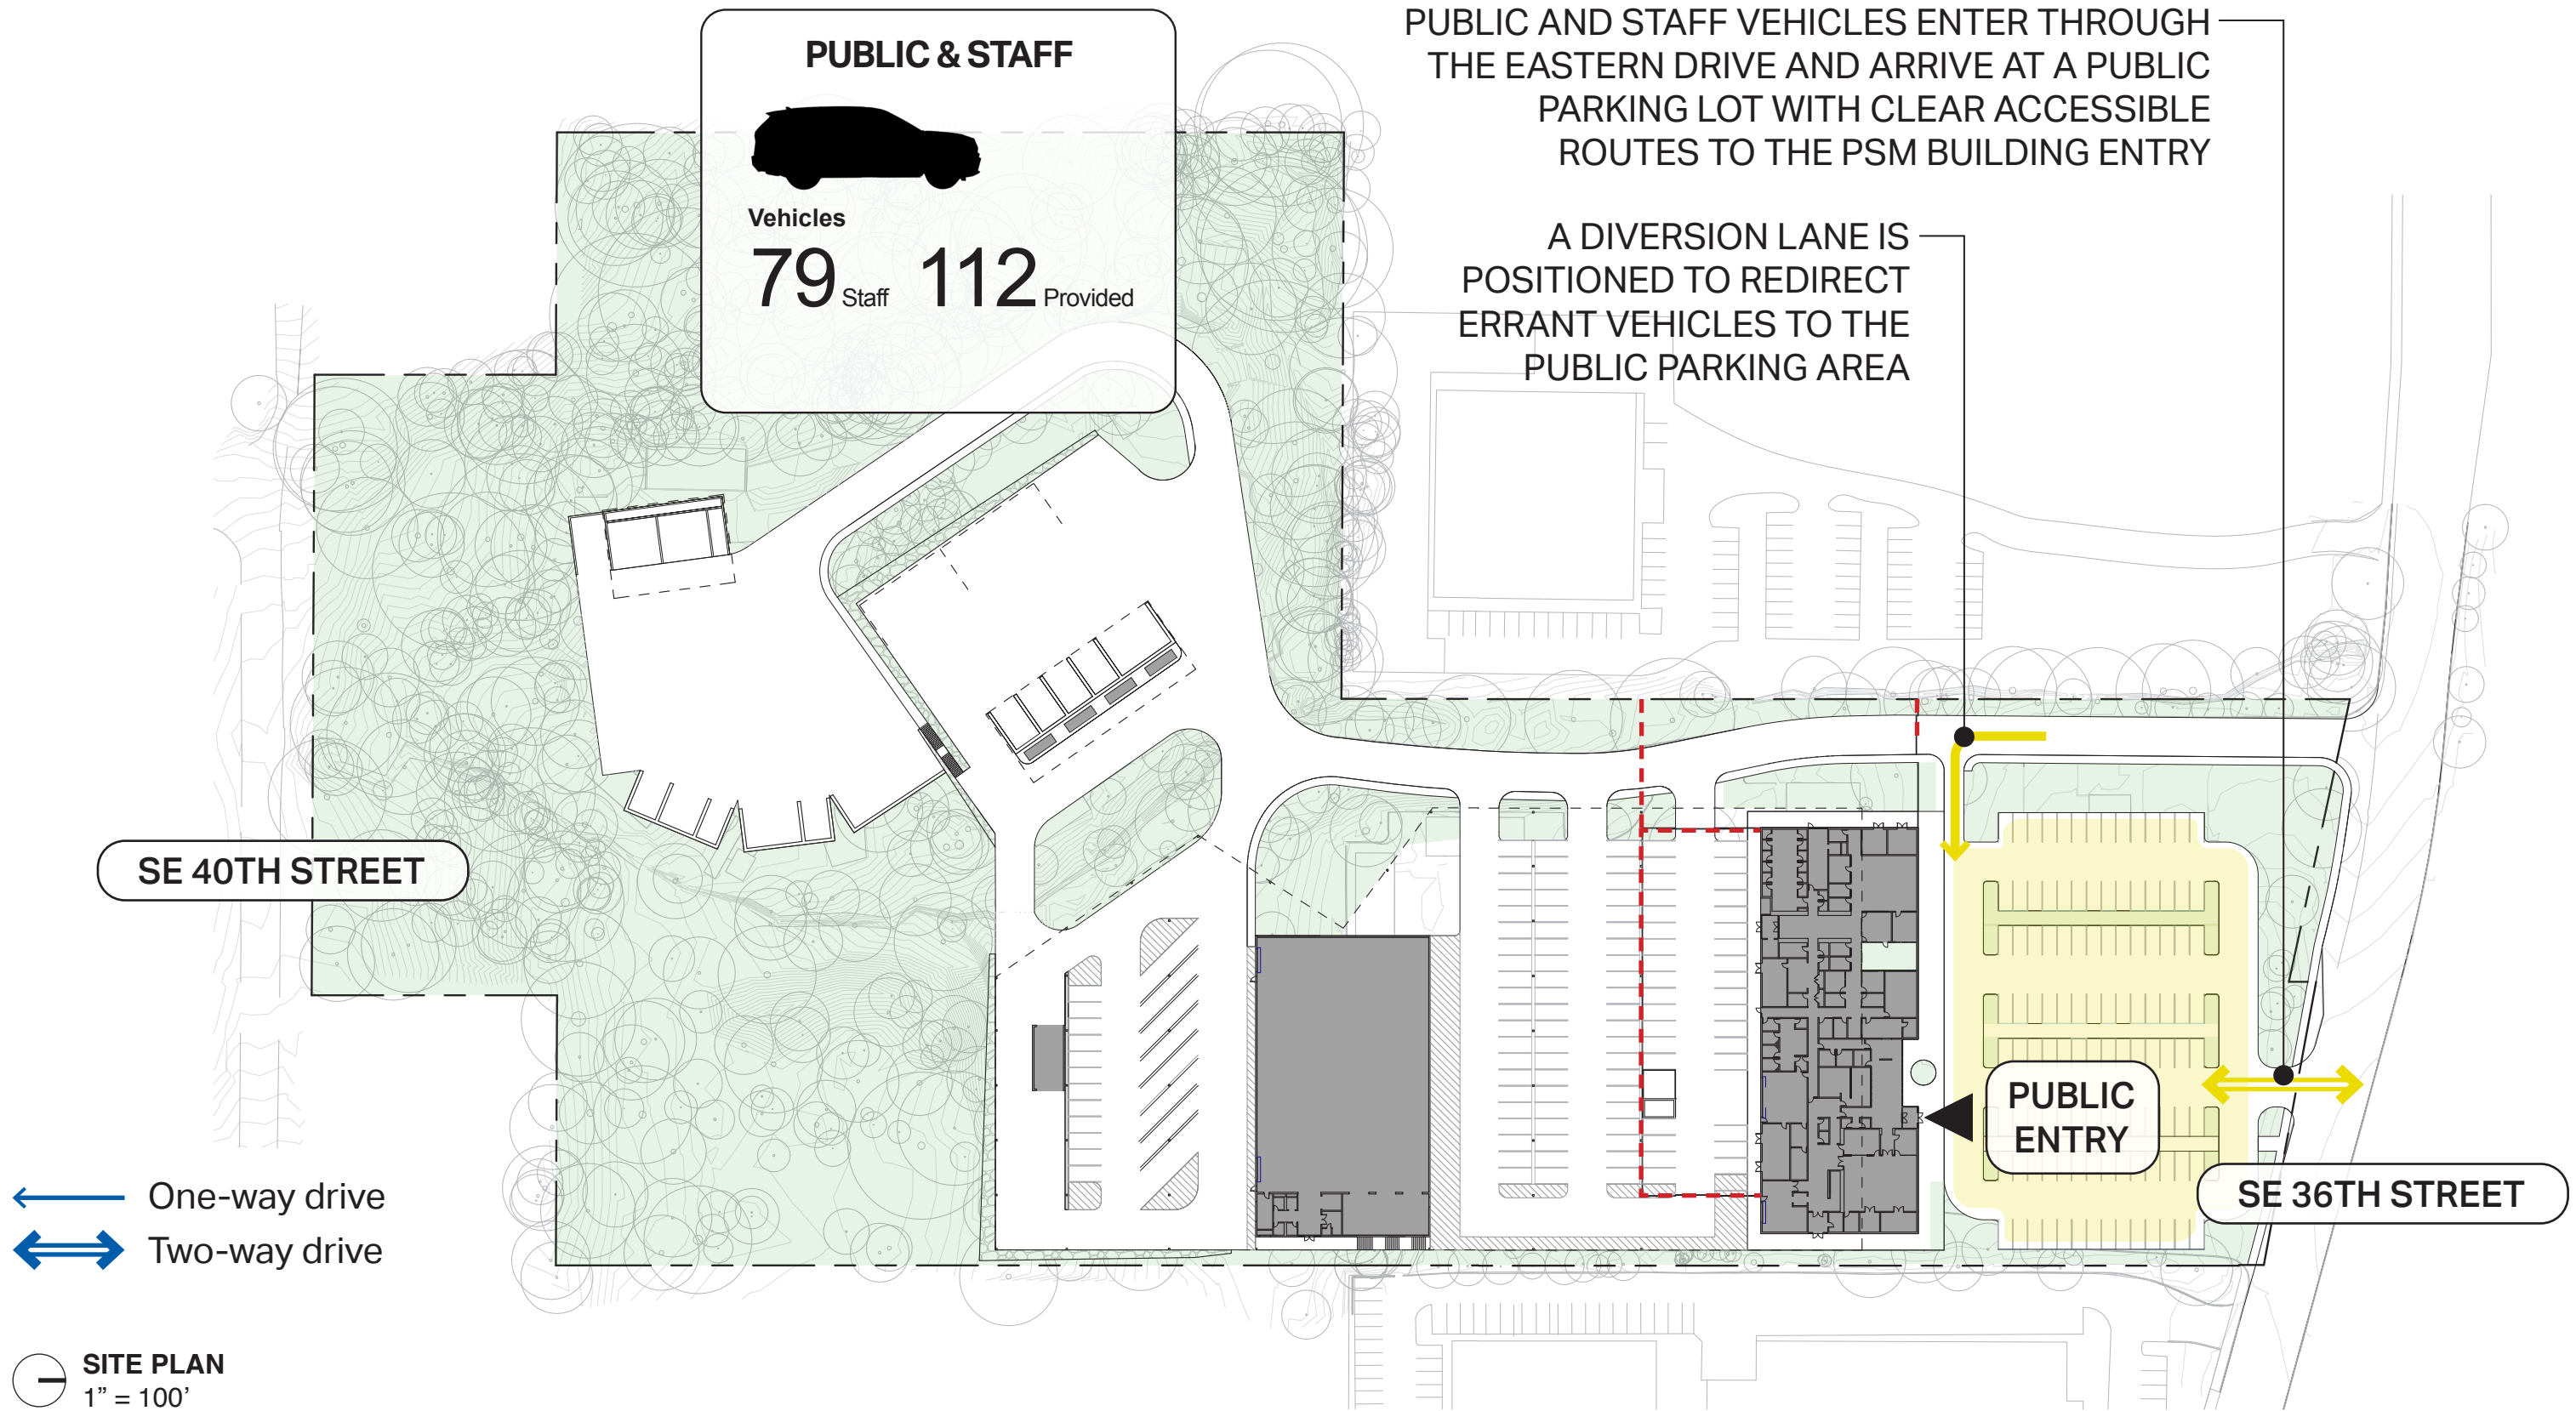 PUBLIC & STAFF
Vehicles
79 Staff 112 Provided
PUBLIC AND STAFF VEHICLES ENTER THROUGH
THE EASTERN DRIVE AND ARRIVE AT A PUBLIC
PARKING LOT WITH CLEAR ACCESSIBLE
ROUTES TO THE PSM BUILDING ENTRY
A DIVERSION LANE IS
POSITIONED TO REDIRECT
ERRANT VEHICLES TO THE
PUBLIC PARKING AREA
SE 40TH STREET
PUBLIC
ENTRY
SE 36TH STREET
One-way drive
Two-way drive
SITE PLAN
1” = 100’